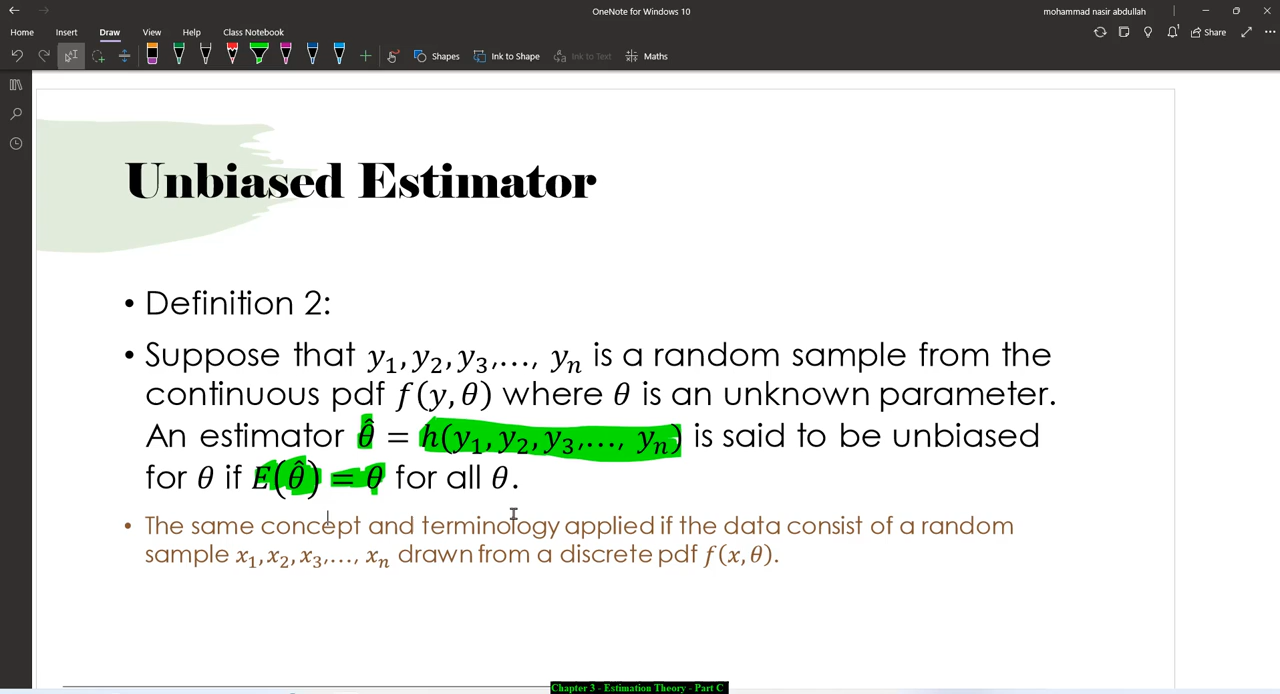 OneNote for Windows 10
mohammad nasir abdullah
Home Insert Draw View Help Class Notebook
Share
Shapes Ink to Shape Ink to Text Maths
Unbiased Estimator
• Definition 2:
• Suppose that y₁, y₂, y₃,…, yₙ is a random sample from the
continuous pdf f(y, θ) where θ is an unknown parameter.
An estimator θ̂ = h(y₁, y₂, y₃,…, yₙ) is said to be unbiased
for θ if E(θ̂) = θ for all θ.
• The same concept and terminology applied if the data consist of a random
sample x₁, x₂, x₃,…, xₙ drawn from a discrete pdf f(x, θ).
Chapter 3 - Estimation Theory - Part C